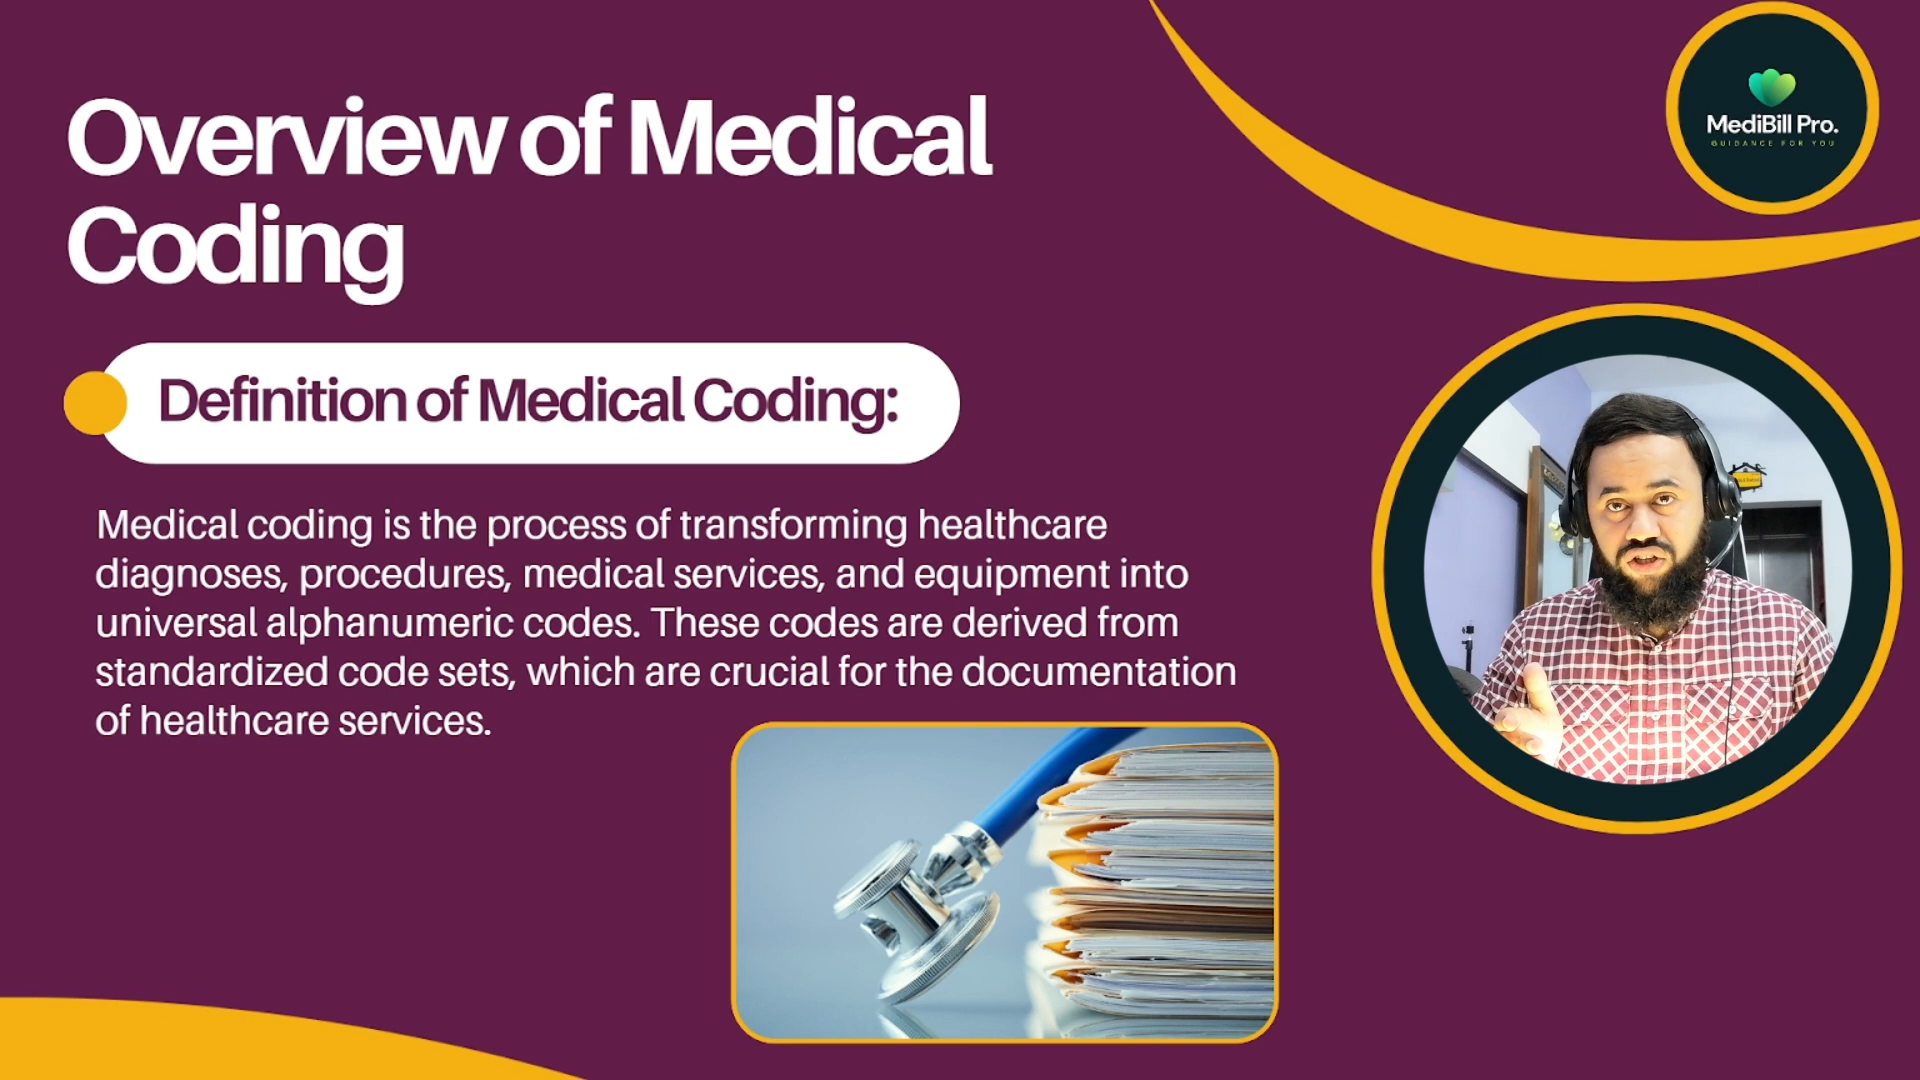 Overview of Medical
Coding
MediBill Pro.
GUIDANCE FOR YOU
Definition of Medical Coding:
Medical coding is the process of transforming healthcare
diagnoses, procedures, medical services, and equipment into
universal alphanumeric codes. These codes are derived from
standardized code sets, which are crucial for the documentation
of healthcare services.